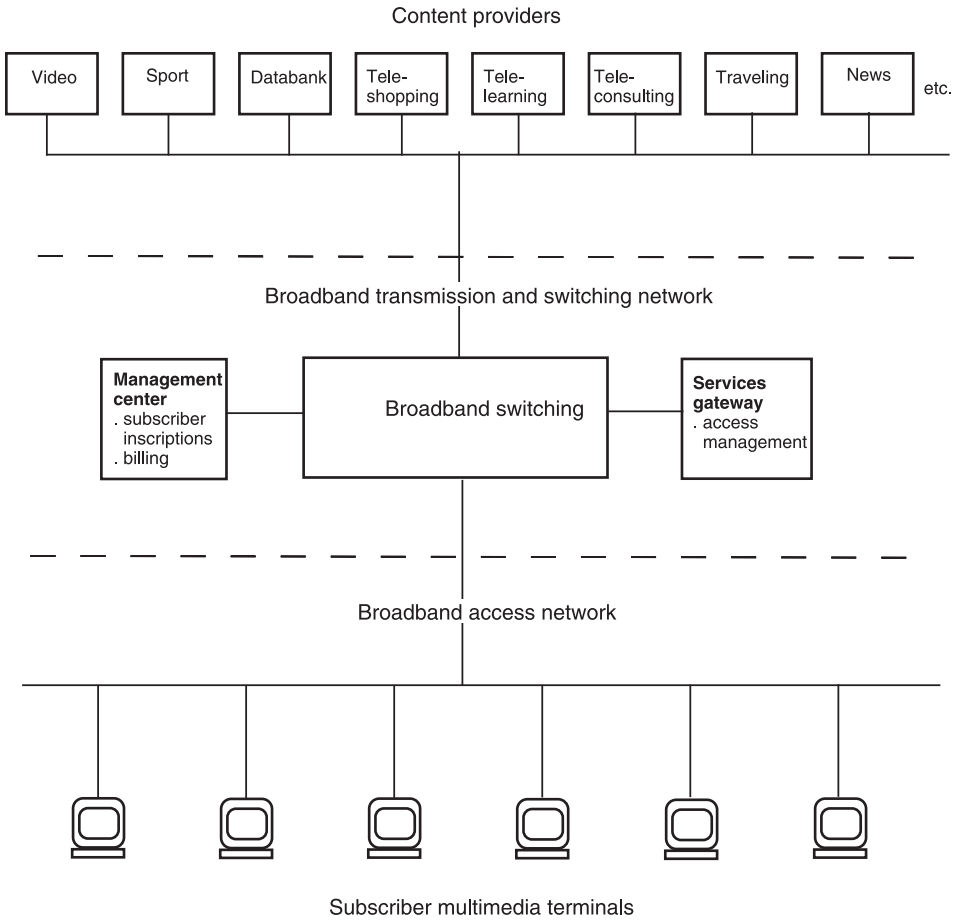 Content providers
Video
Sport
Databank
Tele-
shopping
Tele-
learning
Tele-
consulting
Traveling
News
etc.
Broadband transmission and switching network
Management
center
. subscriber
inscriptions
. billing
Broadband switching
Services
gateway
. access
management
Broadband access network
Subscriber multimedia terminals